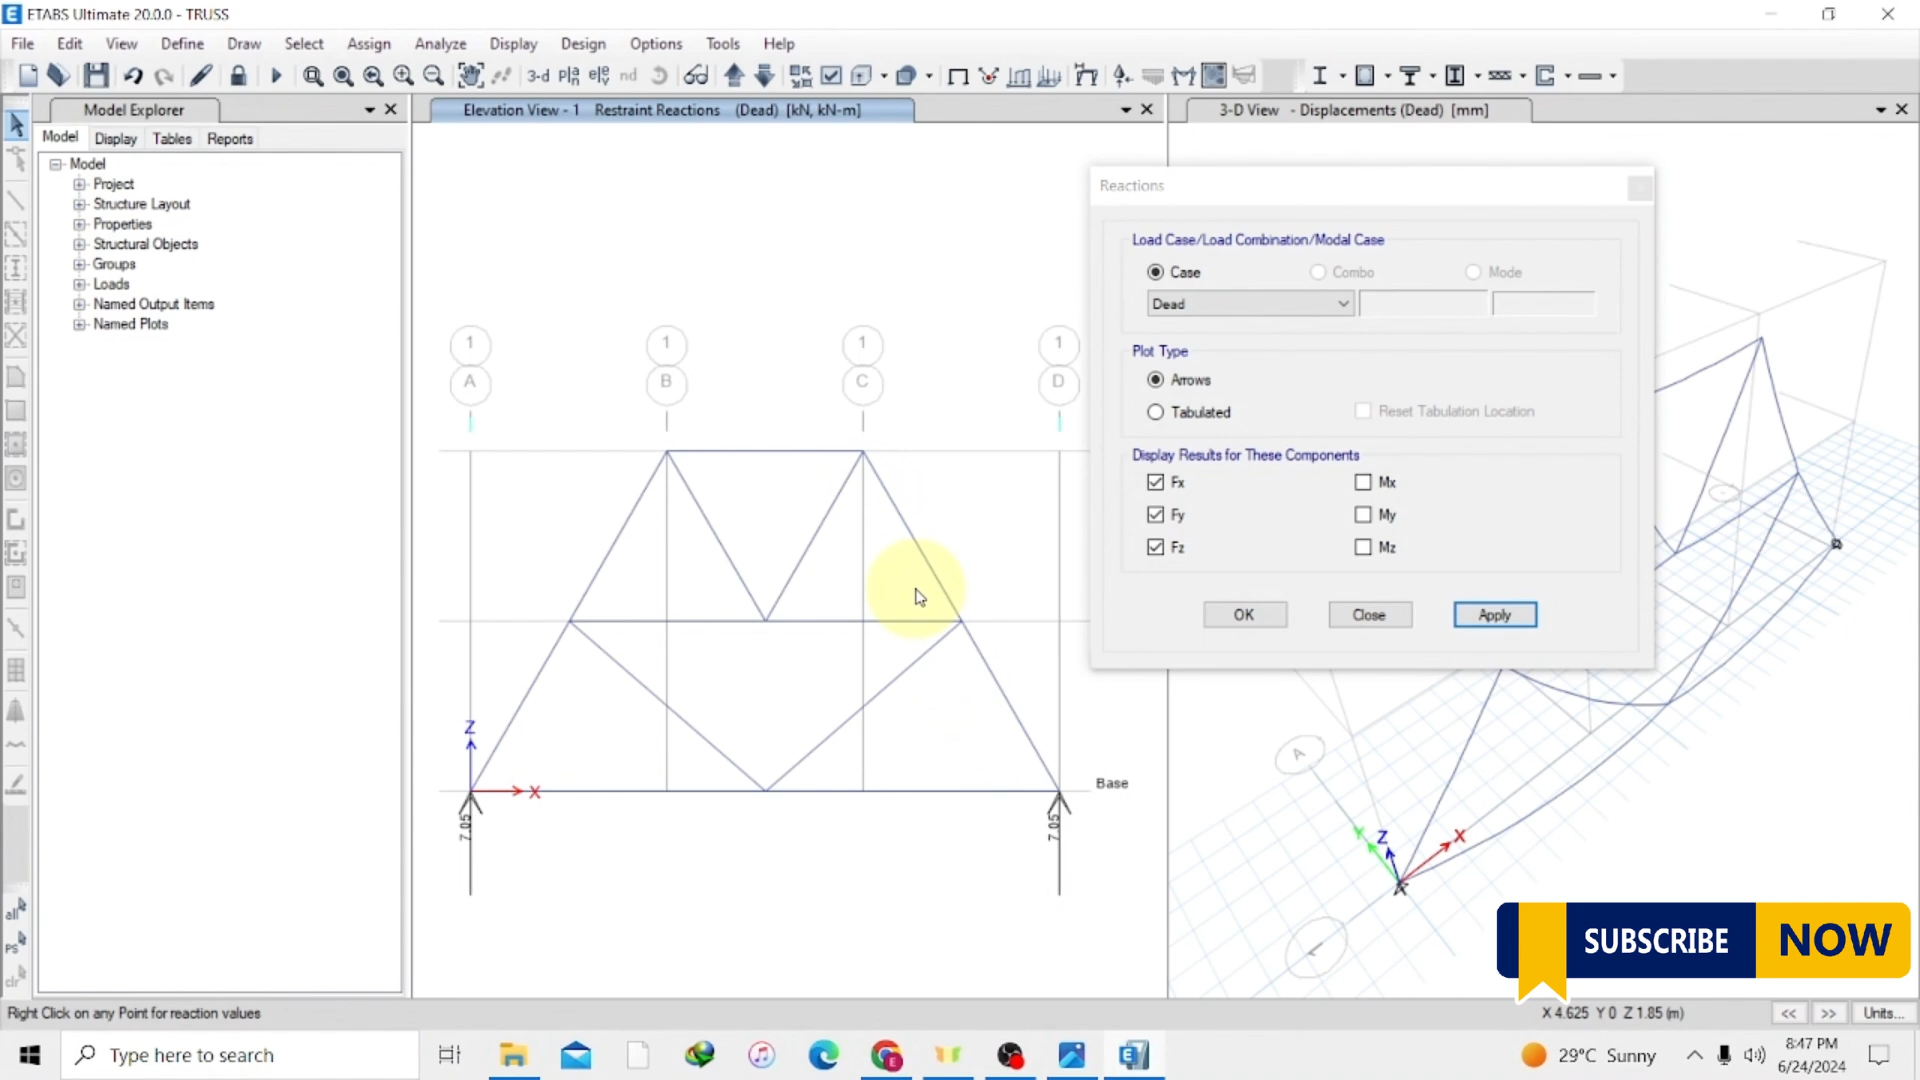 ETABS Ultimate 20.0.0 - TRUSS
File Edit View Define Draw Select Assign Analyze Display Design Options Tools Help
3-d
nd
Model Explorer
Model Display Tables Reports
Model
Project
Structure Layout
Properties
Structural Objects
Groups
Loads
Named Output Items
Named Plots
Elevation View - 1 Restraint Reactions (Dead) [kN, kN-m]
1 1 1 1
A B C D
Z
X
Base
7.05
7.05
3-D View - Displacements (Dead) [mm]
Reactions
Load Case/Load Combination/Modal Case
Case Combo Mode
Dead
Plot Type
Arrows
Tabulated Reset Tabulation Location
Display Results for These Components
Fx Mx
Fy My
Fz Mz
OK Close Apply
A
Y Z X
SUBSCRIBE NOW
all
PS
clr
Right Click on any Point for reaction values
X 4.625 Y 0 Z 1.85 (m)
<< >> Units...
Type here to search
29°C Sunny
8:47 PM
6/24/2024